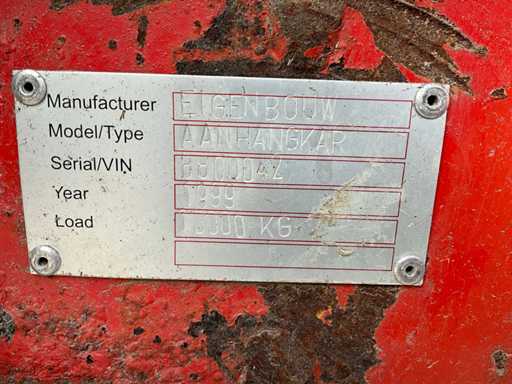 Manufacturer EIGENBOUW
Model/Type AANHANGKAR
Serial/VIN
Year 1999
Load KG